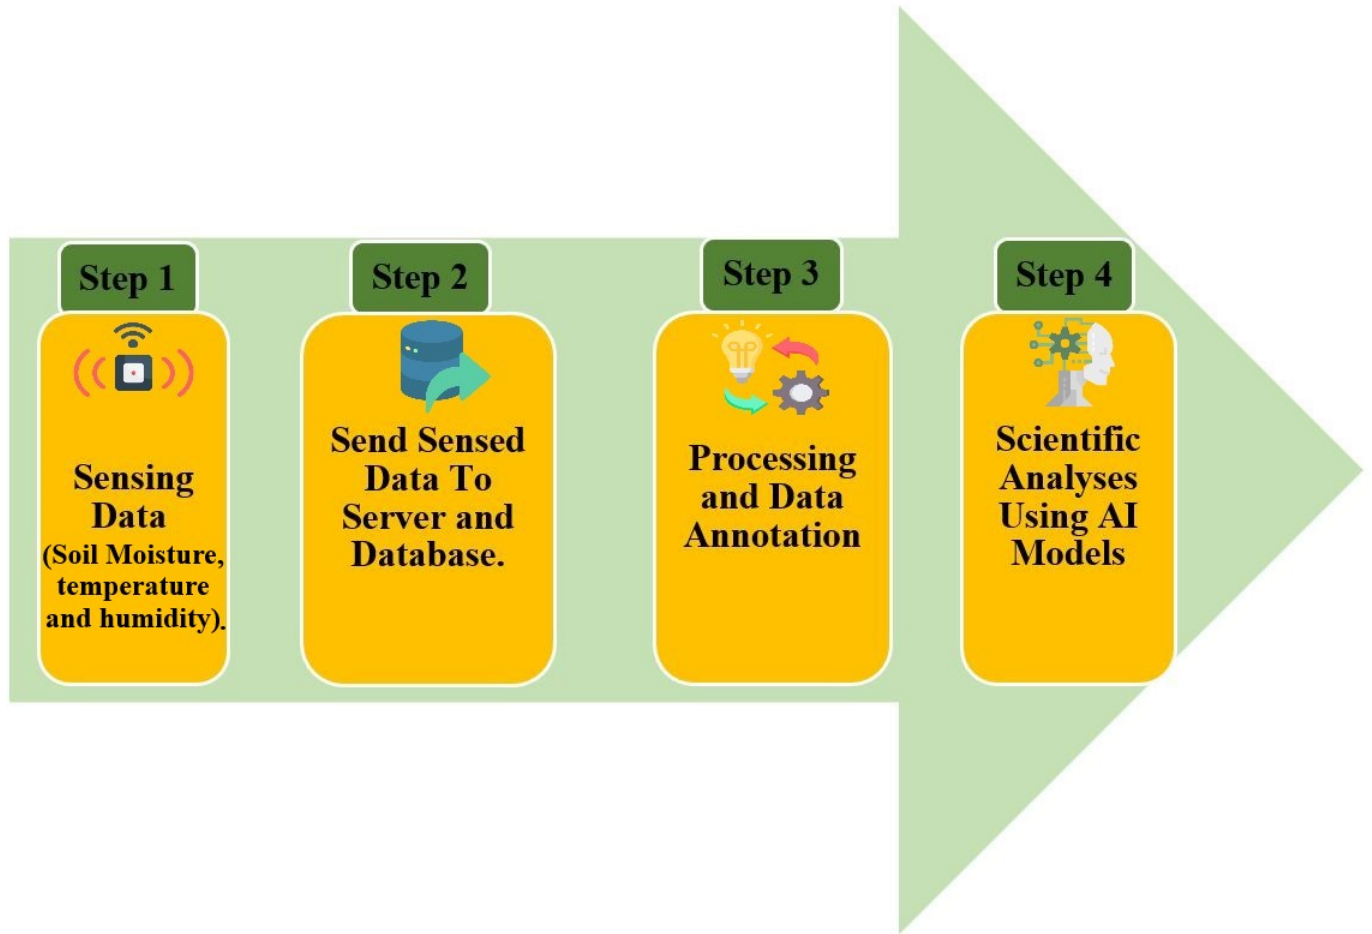 Step 1
Sensing
Data
(Soil Moisture,
temperature
and humidity).
Step 2
Send Sensed
Data To
Server and
Database.
Step 3
Processing
and Data
Annotation
Step 4
Scientific
Analyses
Using AI
Models